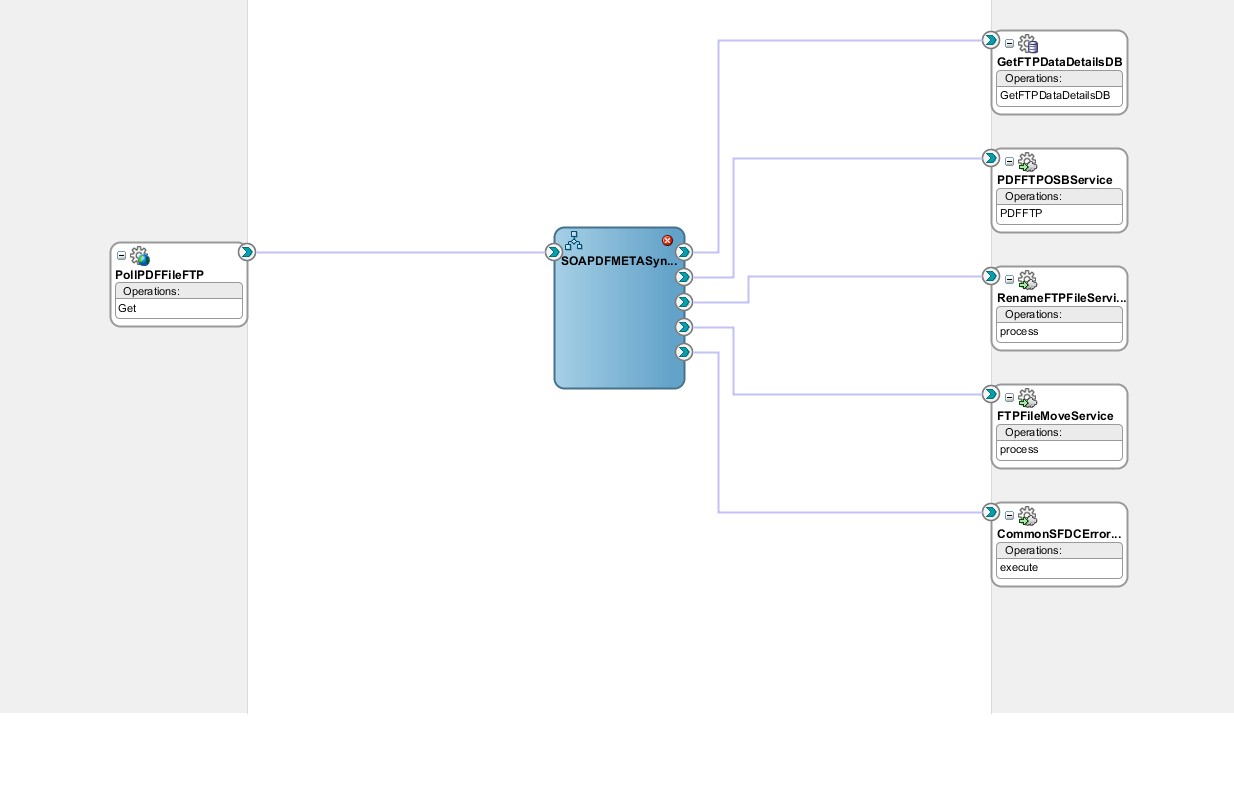 PollPDFFileFTP
Operations:
Get
SOAPDFMETASyn...
GetFTPDataDetailsDB
Operations:
GetFTPDataDetailsDB
PDFFTPOSBService
Operations:
PDFFTP
RenameFTPFileServi...
Operations:
process
FTPFileMoveService
Operations:
process
CommonSFDCError...
Operations:
execute